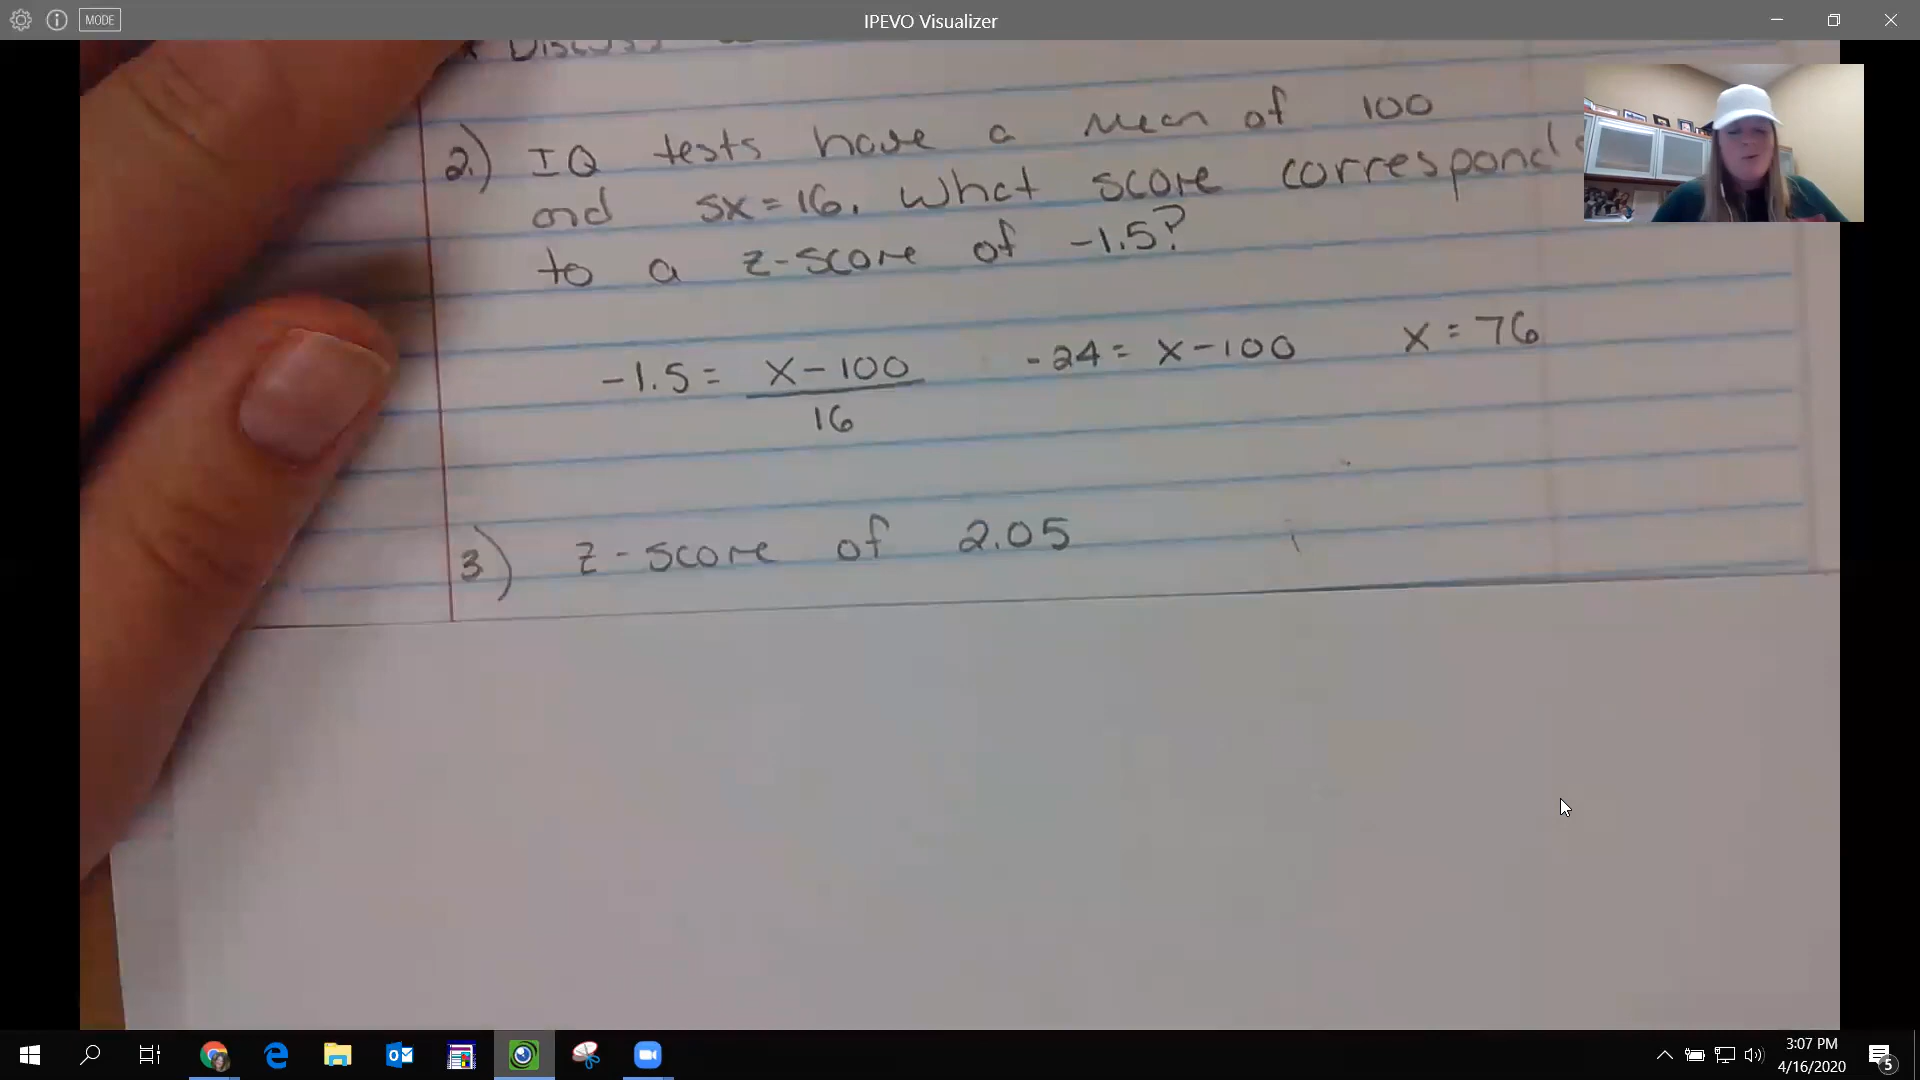 MODE
IPEVO Visualizer
Discuss
2.) IQ tests have a mean of 100
and sx=16. What score correspond
to a z-score of -1.5?
-1.5 = x-100 / 16 -24 = x-100 x = 76
3) z-score of 2.05
3:07 PM
4/16/2020
5